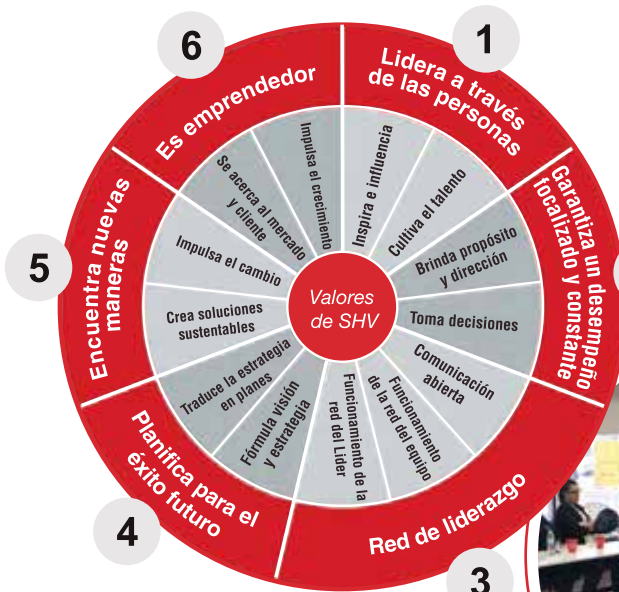 6
1
Es emprendedor
Lidera a través
de las personas
Impulsa el crecimiento
Inspira e influencia
Se acerca al mercado
y cliente
Cultiva el talento
Garantiza un desempeño
focalizado y constante
Encuentra nuevas
maneras
5
Impulsa el cambio
Brinda propósito
y dirección
Valores
de SHV
Crea soluciones
sustentables
Toma decisiones
Traduce la estrategia
en planes
Comunicación
abierta
Fórmula visión
y estrategia
Funcionamiento de la
red del Lider
Funcionamiento
de la red del equipo
Planifica para el
éxito futuro
4
Red de liderazgo
3